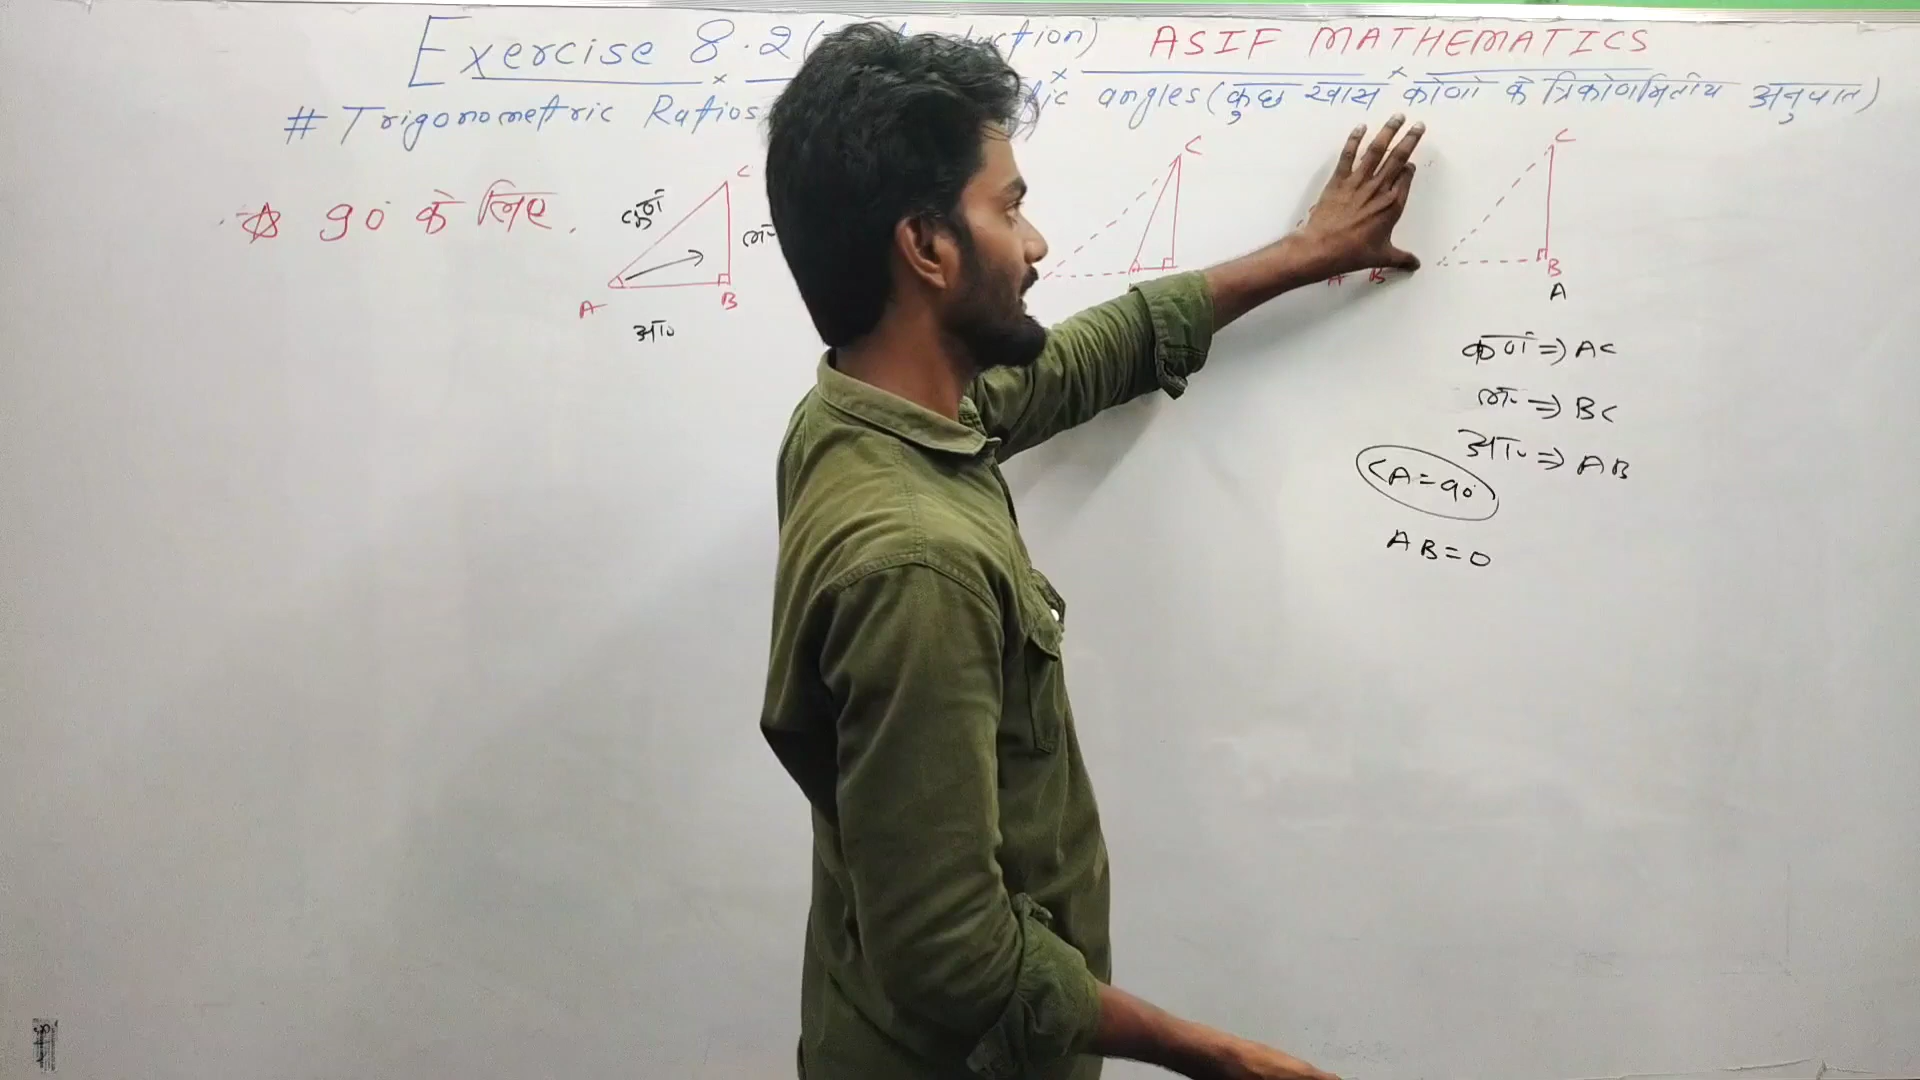 Exercise 8.2 ASIF MATHEMATICS
# Trigonometric Ratios angles (कुछ खास कोणो के त्रिकोणमितीय अनुपात)
☆ 90° के लिए.
C
कर्ण
लं॰
A
B
आ॰
C
C
A B
B
A
कर्ण ⇒ AC
लं॰ ⇒ BC
आ॰ ⇒ AB
<A = 90°
AB = 0